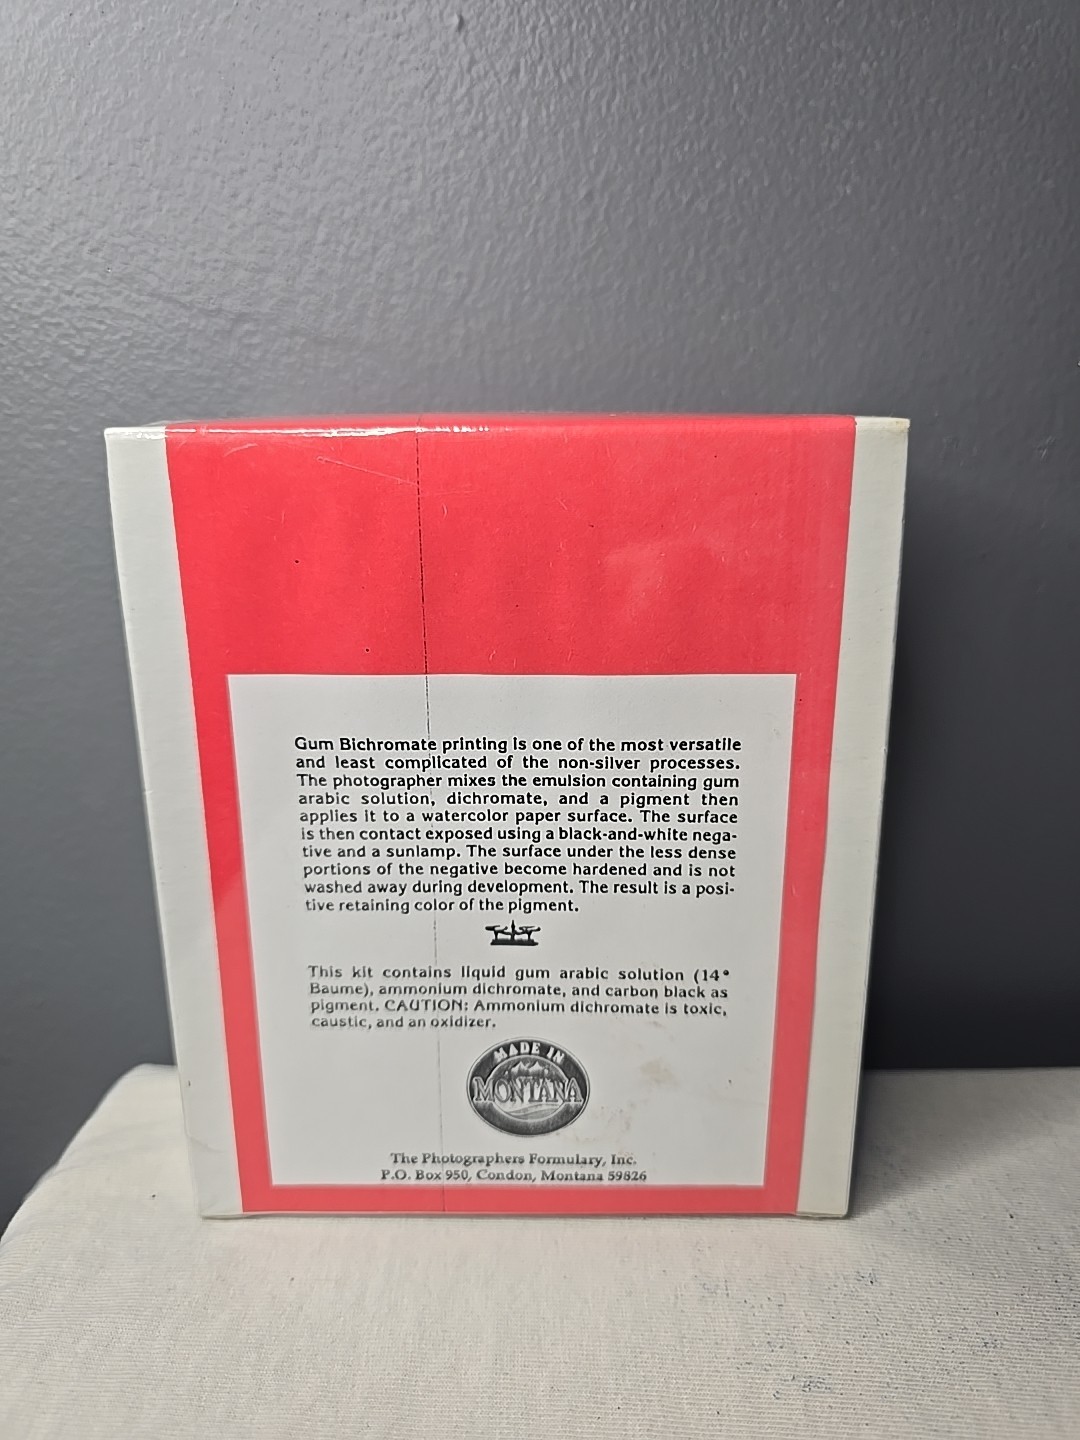 Gum Bichromate printing is one of the most versatile
and least complicated of the non-silver processes.
The photographer mixes the emulsion containing gum
arabic solution, dichromate, and a pigment then
applies it to a watercolor paper surface. The surface
is then contact exposed using a black-and-white nega-
tive and a sunlamp. The surface under the less dense
portions of the negative become hardened and is not
washed away during development. The result is a posi-
tive retaining color of the pigment.
This kit contains liquid gum arabic solution (14°
Baume), ammonium dichromate, and carbon black as
pigment. CAUTION: Ammonium dichromate is toxic,
caustic, and an oxidizer.
MADE IN
MONTANA
The Photographers Formulary, Inc.
P.O. Box 950, Condon, Montana 59826